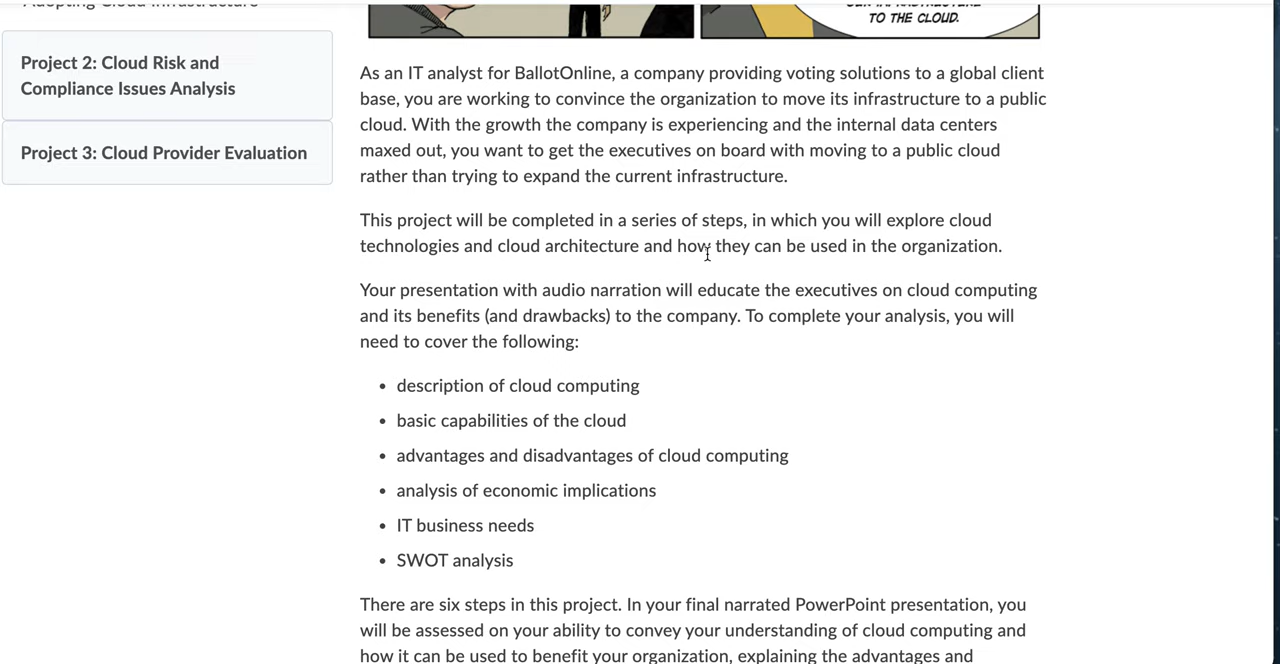 Adopting Cloud Infrastructure
Project 2: Cloud Risk and
Compliance Issues Analysis
Project 3: Cloud Provider Evaluation
TO THE CLOUD.
As an IT analyst for BallotOnline, a company providing voting solutions to a global client
base, you are working to convince the organization to move its infrastructure to a public
cloud. With the growth the company is experiencing and the internal data centers
maxed out, you want to get the executives on board with moving to a public cloud
rather than trying to expand the current infrastructure.
This project will be completed in a series of steps, in which you will explore cloud
technologies and cloud architecture and how they can be used in the organization.
Your presentation with audio narration will educate the executives on cloud computing
and its benefits (and drawbacks) to the company. To complete your analysis, you will
need to cover the following:
• description of cloud computing
• basic capabilities of the cloud
• advantages and disadvantages of cloud computing
• analysis of economic implications
• IT business needs
• SWOT analysis
There are six steps in this project. In your final narrated PowerPoint presentation, you
will be assessed on your ability to convey your understanding of cloud computing and
how it can be used to benefit your organization, explaining the advantages and